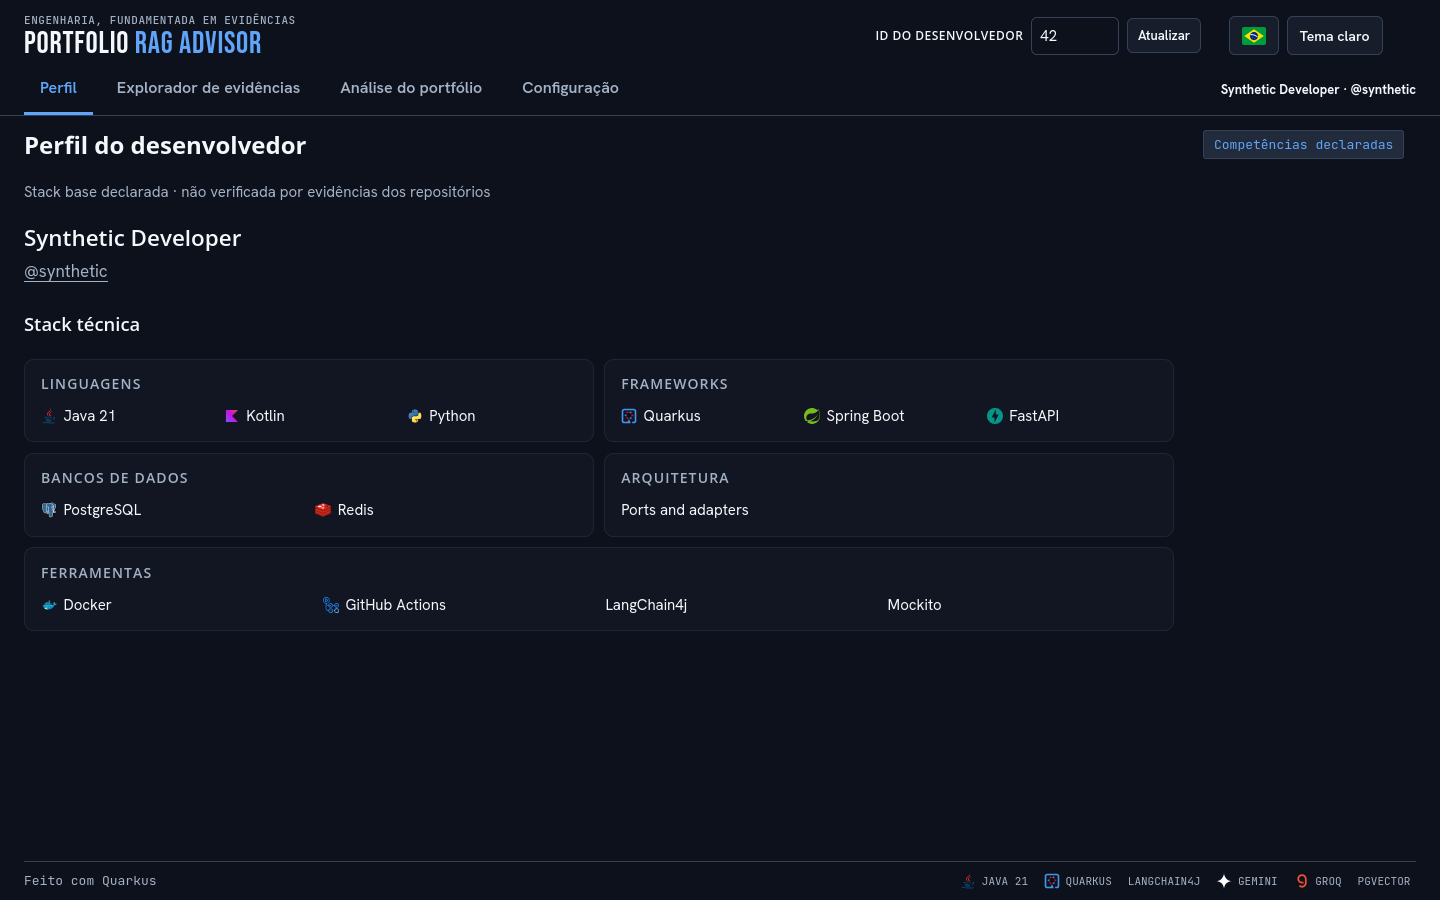 ENGENHARIA, FUNDAMENTADA EM EVIDÊNCIAS
PORTFOLIO RAG ADVISOR
ID DO DESENVOLVEDOR 42 Atualizar Tema claro
Perfil Explorador de evidências Análise do portfólio Configuração Synthetic Developer · @synthetic
Perfil do desenvolvedor Competências declaradas
Stack base declarada · não verificada por evidências dos repositórios
Synthetic Developer
@synthetic
Stack técnica
LINGUAGENS
Java 21 Kotlin Python
FRAMEWORKS
Quarkus Spring Boot FastAPI
BANCOS DE DADOS
PostgreSQL Redis
ARQUITETURA
Ports and adapters
FERRAMENTAS
Docker GitHub Actions LangChain4j Mockito
Feito com Quarkus JAVA 21 QUARKUS LANGCHAIN4J GEMINI GROQ PGVECTOR